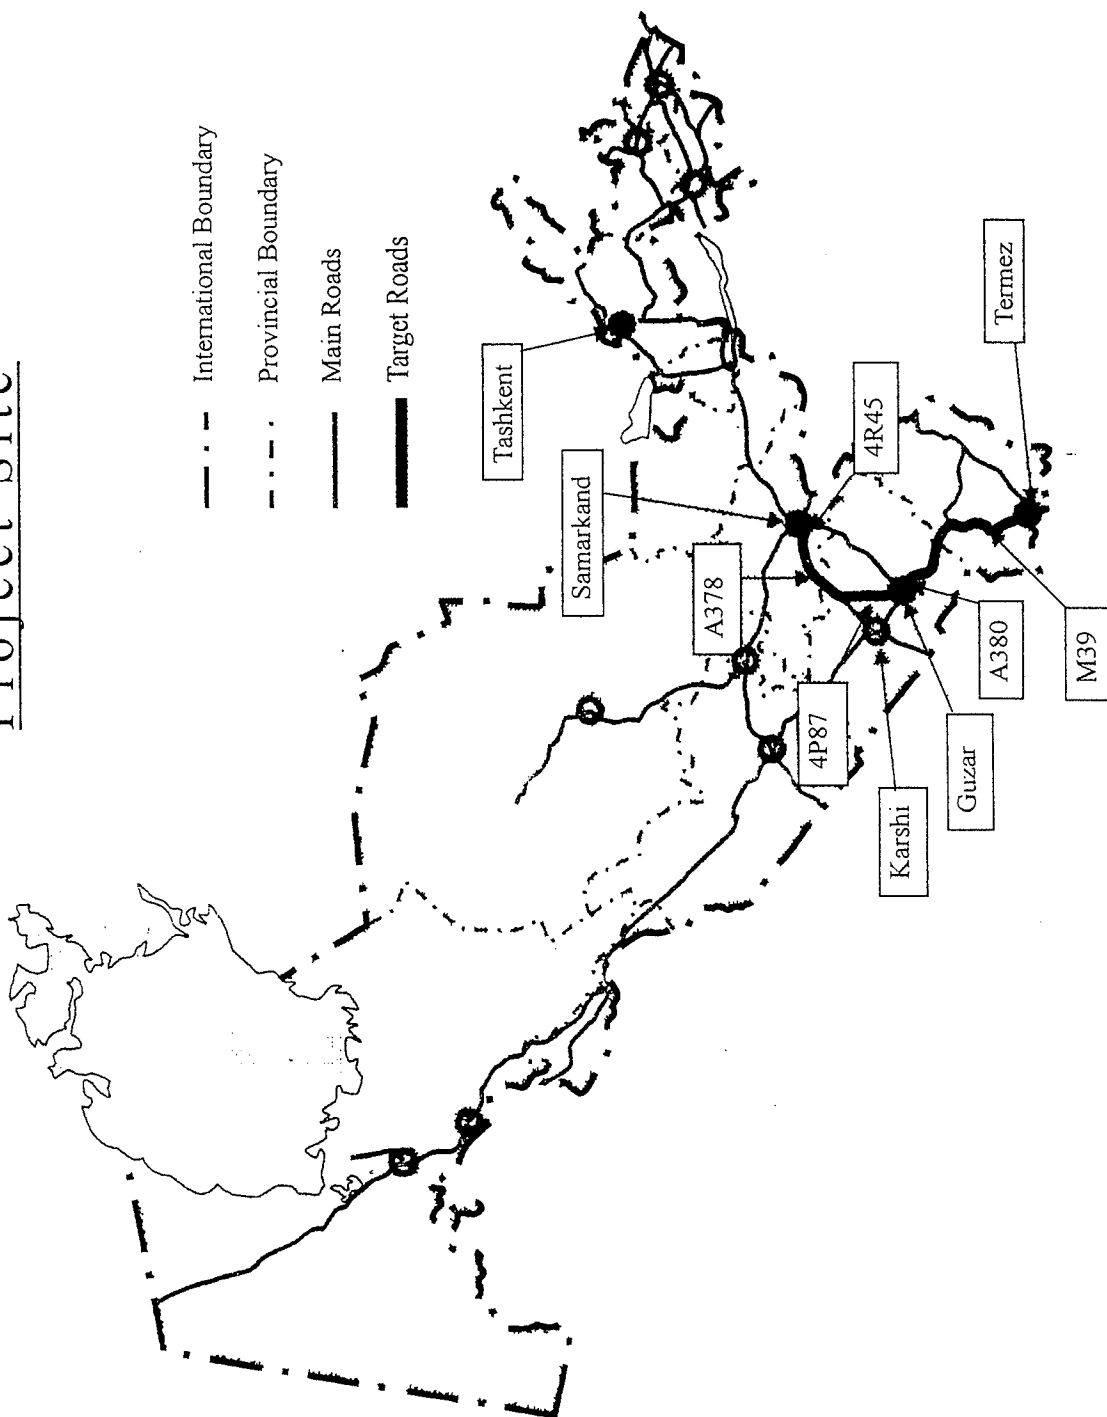 Project Site
International Boundary
Provincial Boundary
Main Roads
Target Roads
Tashkent
Samarkand
A378
4R45
Termez
4P87
Karshi
Guzar
A380
M39